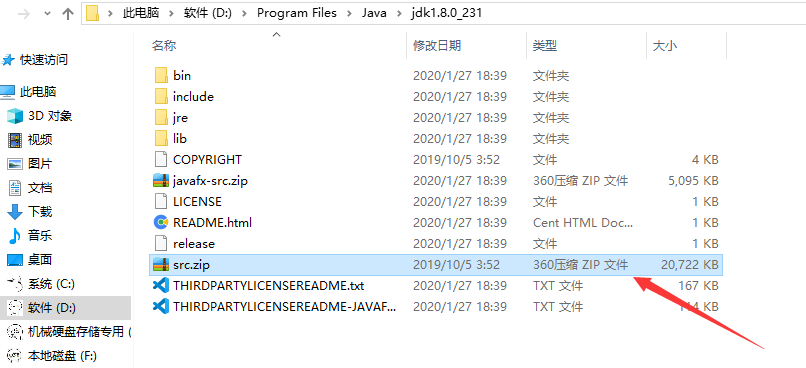 此电脑 > 软件 (D:) > Program Files > Java > jdk1.8.0_231
名称 修改日期 类型 大小
快速访问
此电脑
3D 对象
视频
图片
文档
下载
音乐
桌面
系统 (C:)
软件 (D:)
机械硬盘存储专用 (
本地磁盘 (F:)
bin 2020/1/27 18:39 文件夹
include 2020/1/27 18:39 文件夹
jre 2020/1/27 18:39 文件夹
lib 2020/1/27 18:39 文件夹
COPYRIGHT 2019/10/5 3:52 文件 4 KB
javafx-src.zip 2020/1/27 18:39 360压缩 ZIP 文件 5,095 KB
LICENSE 2020/1/27 18:39 文件 1 KB
README.html 2020/1/27 18:39 Cent HTML Doc... 1 KB
release 2020/1/27 18:39 文件 1 KB
src.zip 2019/10/5 3:52 360压缩 ZIP 文件 20,722 KB
THIRDPARTYLICENSEREADME.txt 2020/1/27 18:39 TXT 文件 167 KB
THIRDPARTYLICENSEREADME-JAVAF... 2020/1/27 18:39 TXT 文件 KB